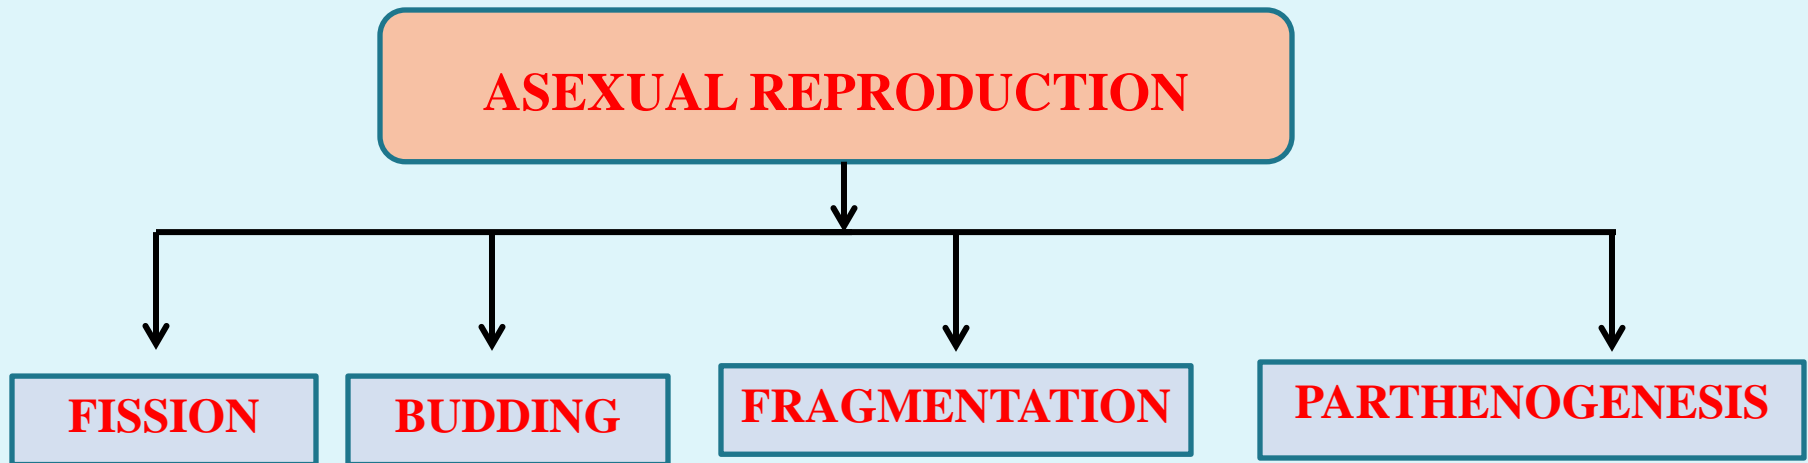 ASEXUAL REPRODUCTION
FISSION
BUDDING
FRAGMENTATION
PARTHENOGENESIS